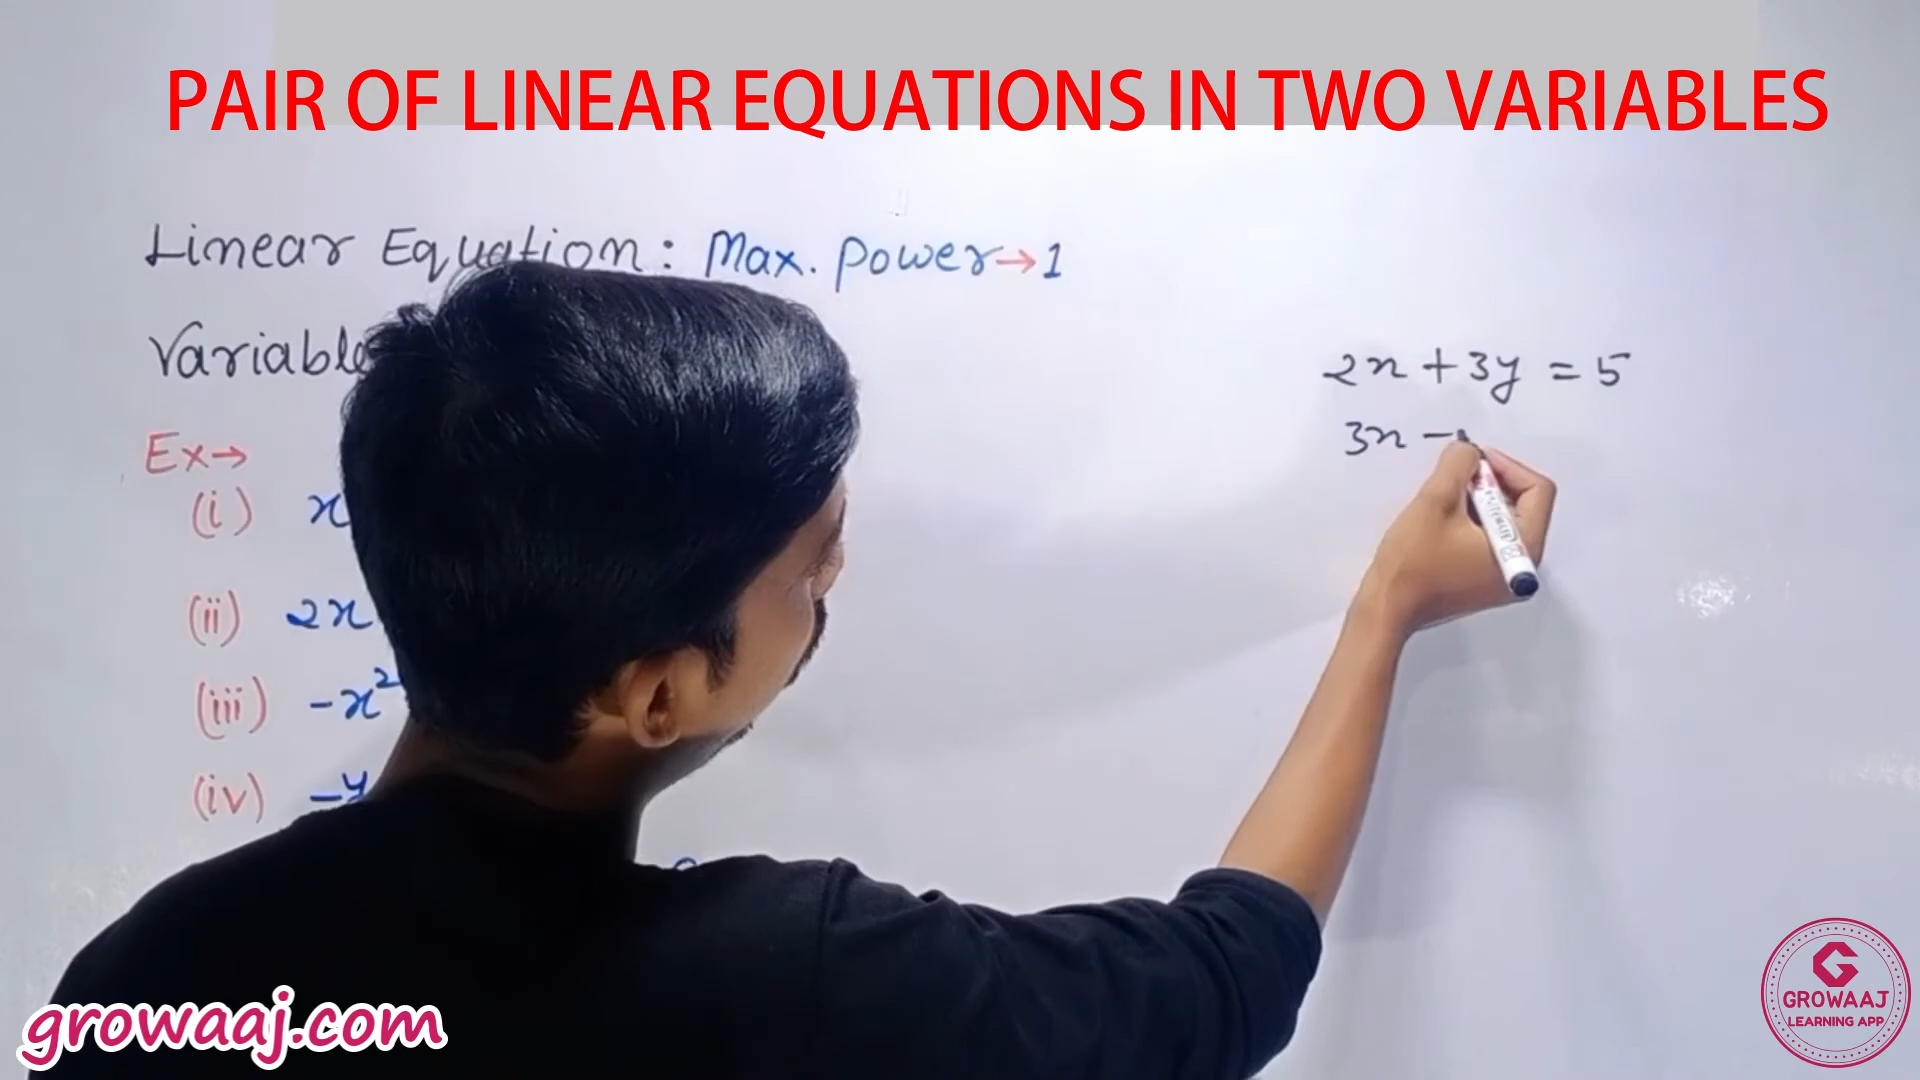 PAIR OF LINEAR EQUATIONS IN TWO VARIABLES
Linear Equation: Max. power→1
Variable
2x + 3y = 5
3x −
Ex→
(i) x
(ii) 2x
(iii) -x²
(iv) -y
growaaj.com
G
GROWAAJ
LEARNING APP